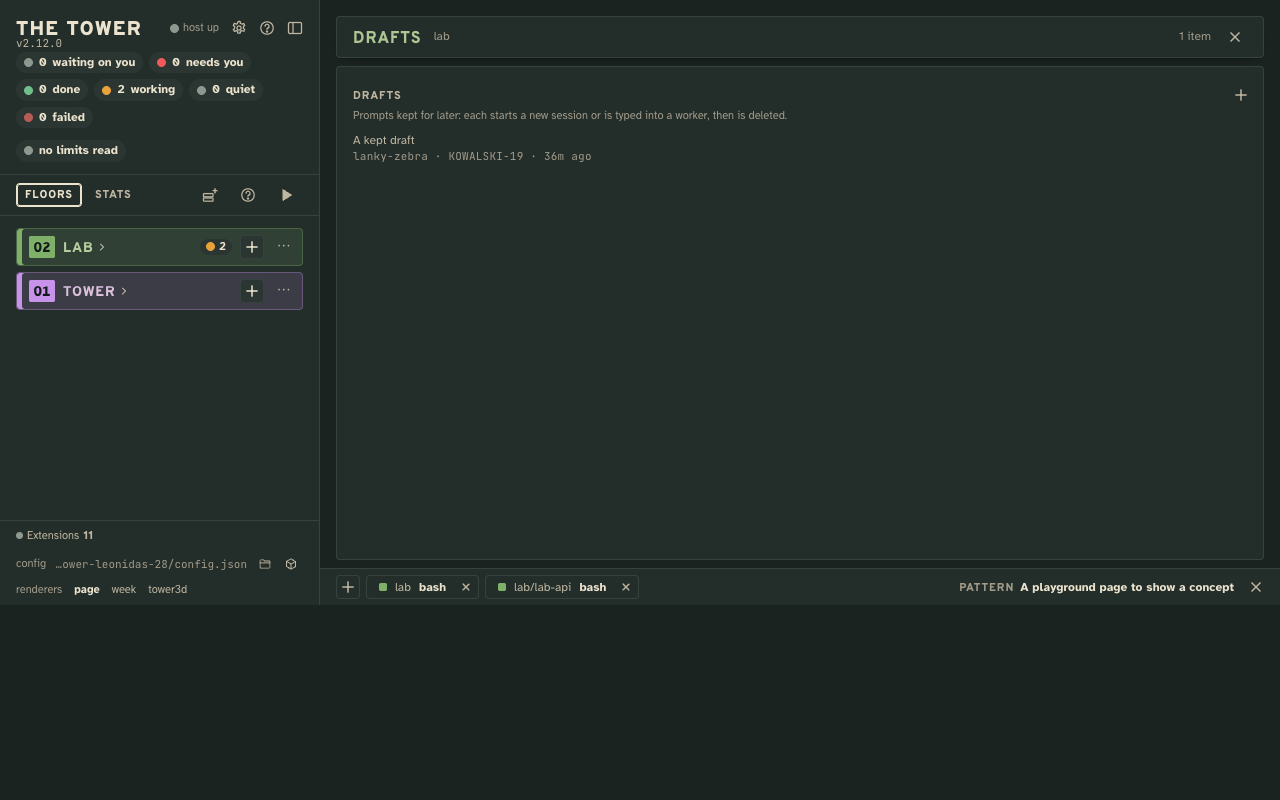 THE TOWER
host up
v2.12.0
0 waiting on you
0 needs you
0 done
2 working
0 quiet
0 failed
no limits read
FLOORS
STATS
02 LAB
2
01 TOWER
Extensions 11
config …ower-leonidas-28/config.json
renderers page week tower3d
DRAFTS lab
1 item
DRAFTS
Prompts kept for later: each starts a new session or is typed into a worker, then is deleted.
A kept draft
lanky-zebra · KOWALSKI-19 · 36m ago
lab bash
lab/lab-api bash
PATTERN A playground page to show a concept